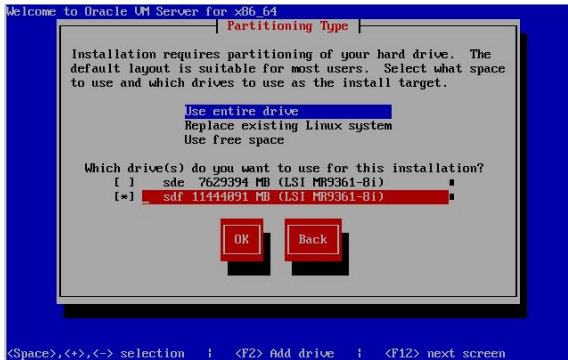 Welcome to Oracle VM Server for x86_64
Partitioning Type
Installation requires partitioning of your hard drive. The
default layout is suitable for most users. Select what space
to use and which drives to use as the install target.
Use entire drive
Replace existing Linux system
Use free space
Which drive(s) do you want to use for this installation?
[ ] sde 7629394 MB (LSI MR9361-8i)
[*] sdf 11444091 MB (LSI MR9361-8i)
OK Back
<Space>,<+>,<-> selection | <F2> Add drive | <F12> next screen